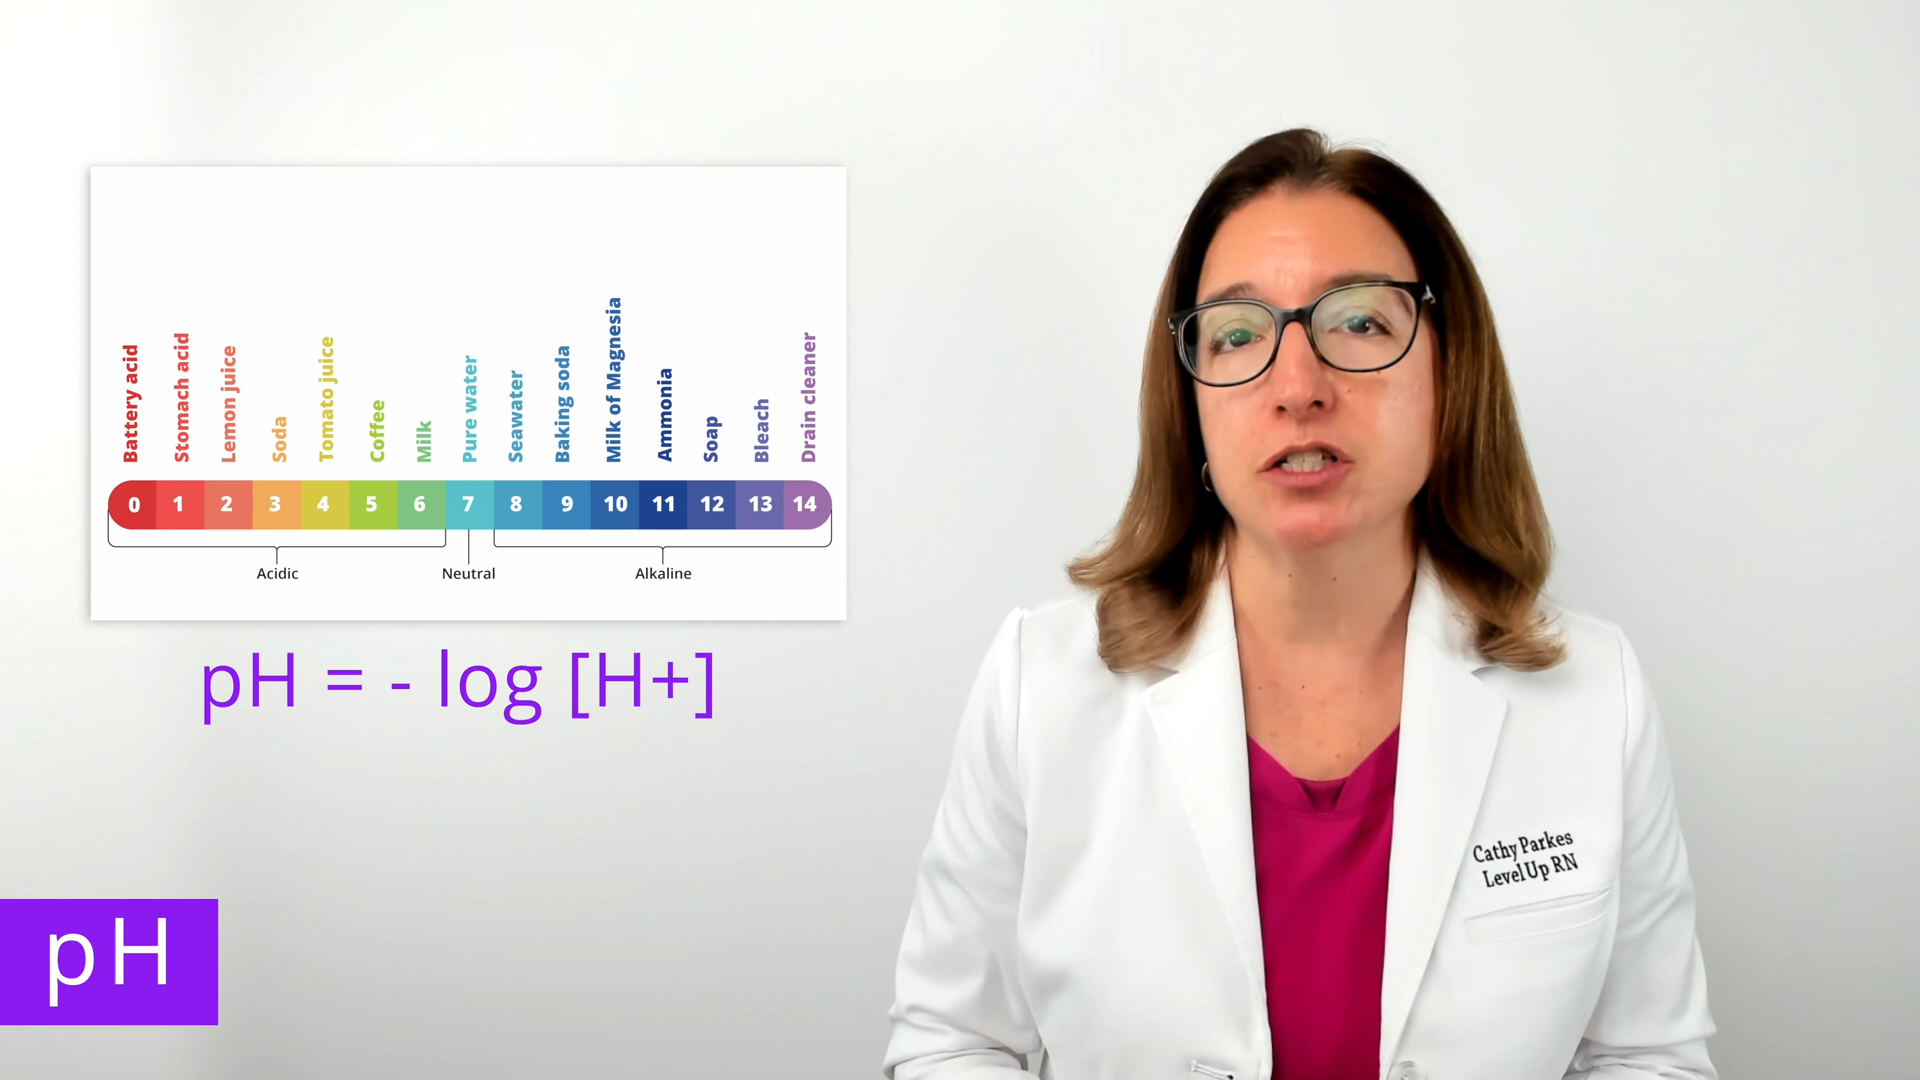 Battery acid
Stomach acid
Lemon juice
Soda
Tomato juice
Coffee
Milk
Pure water
Seawater
Baking soda
Milk of Magnesia
Ammonia
Soap
Bleach
Drain cleaner
0 1 2 3 4 5 6 7 8 9 10 11 12 13 14
Acidic Neutral Alkaline
pH = - log [H+]
Cathy Parkes
Level Up RN
pH